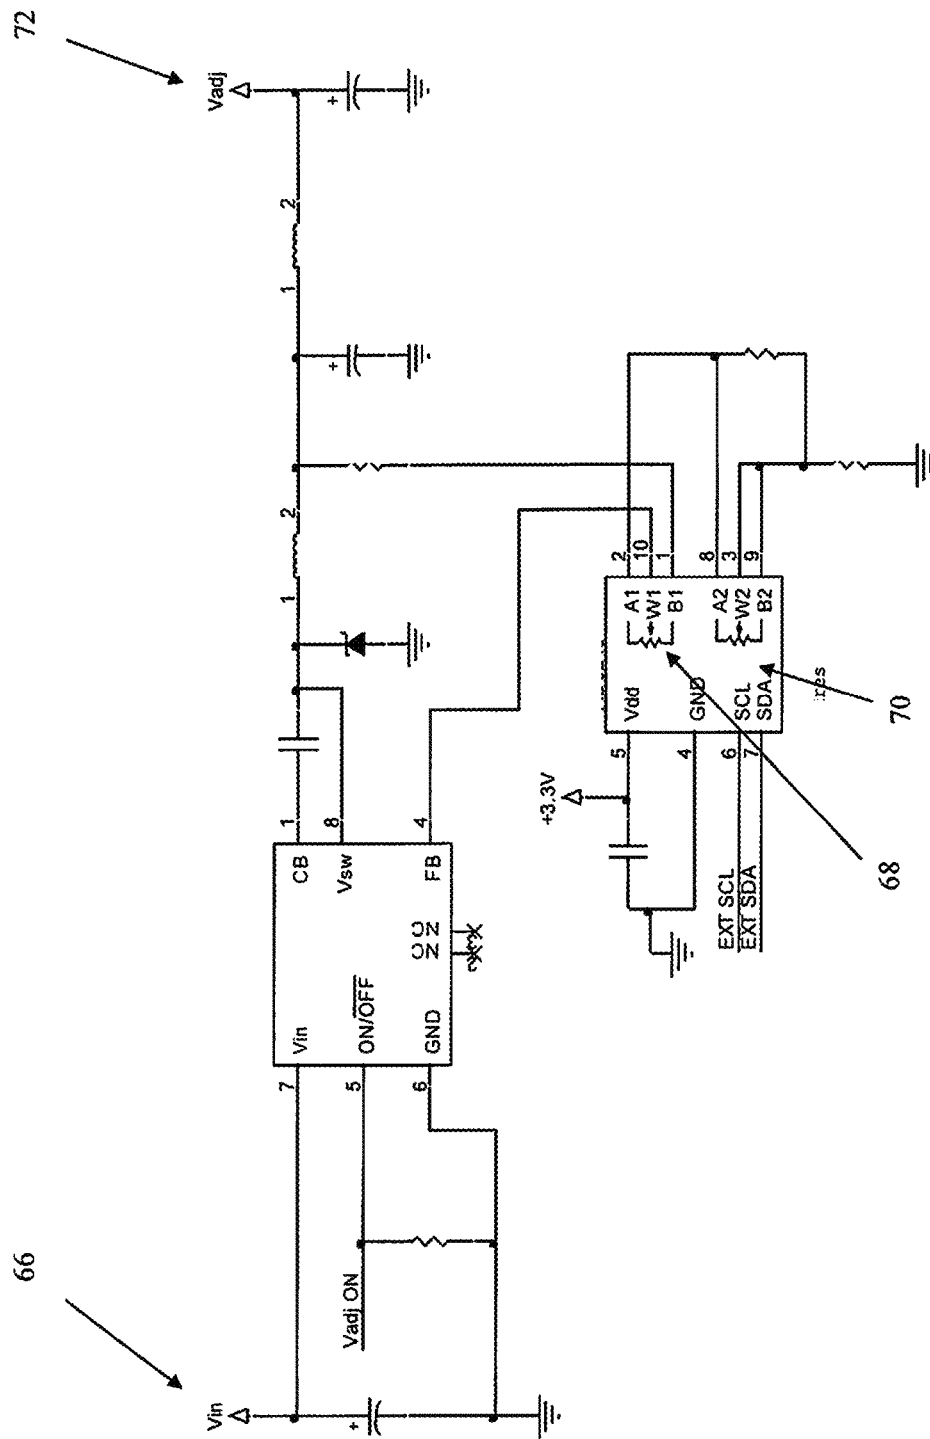 66
72
Vin
Vadj
Vadj ON
7
5
6
Vin
ON/OFF
GND
NC
NC
CB
Vsw
FB
1
8
4
1
2
1
2
+
+
+
+3.3V
EXT SCL
EXT SDA
5
4
6
7
Vdd
GND
SCL
SDA
A1
W1
B1
A2
W2
B2
2
10
1
8
3
9
68
70